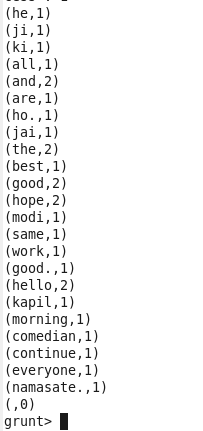 (he,1)
(ji,1)
(ki,1)
(all,1)
(and,2)
(are,1)
(ho.,1)
(jai,1)
(the,2)
(best,1)
(good,2)
(hope,2)
(modi,1)
(same,1)
(work,1)
(good.,1)
(hello,2)
(kapil,1)
(morning,1)
(comedian,1)
(continue,1)
(everyone,1)
(namasate.,1)
(,0)
grunt>